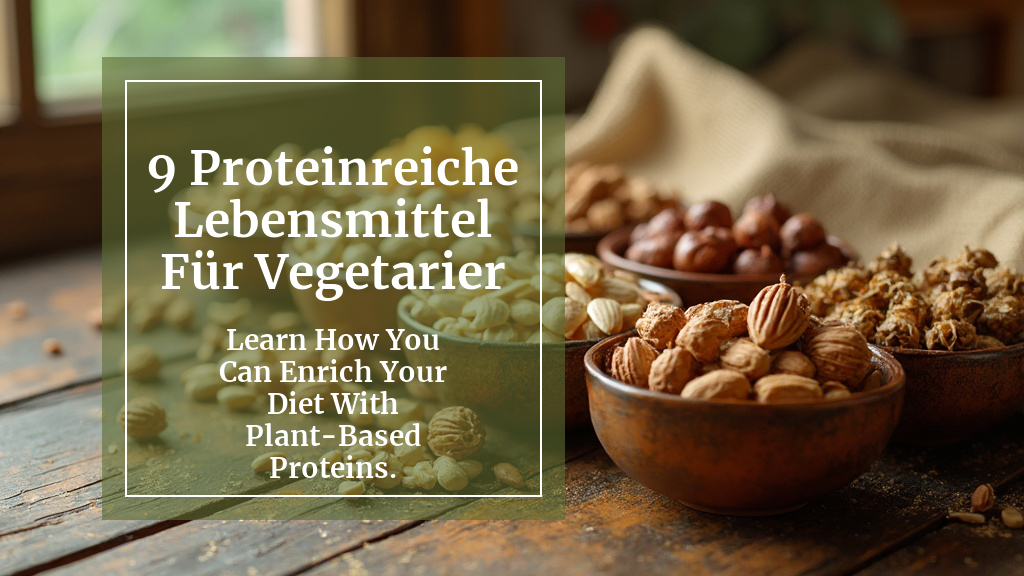 9 Proteinreiche
Lebensmittel
Für Vegetarier
Learn How You
Can Enrich Your
Diet With
Plant-Based
Proteins.